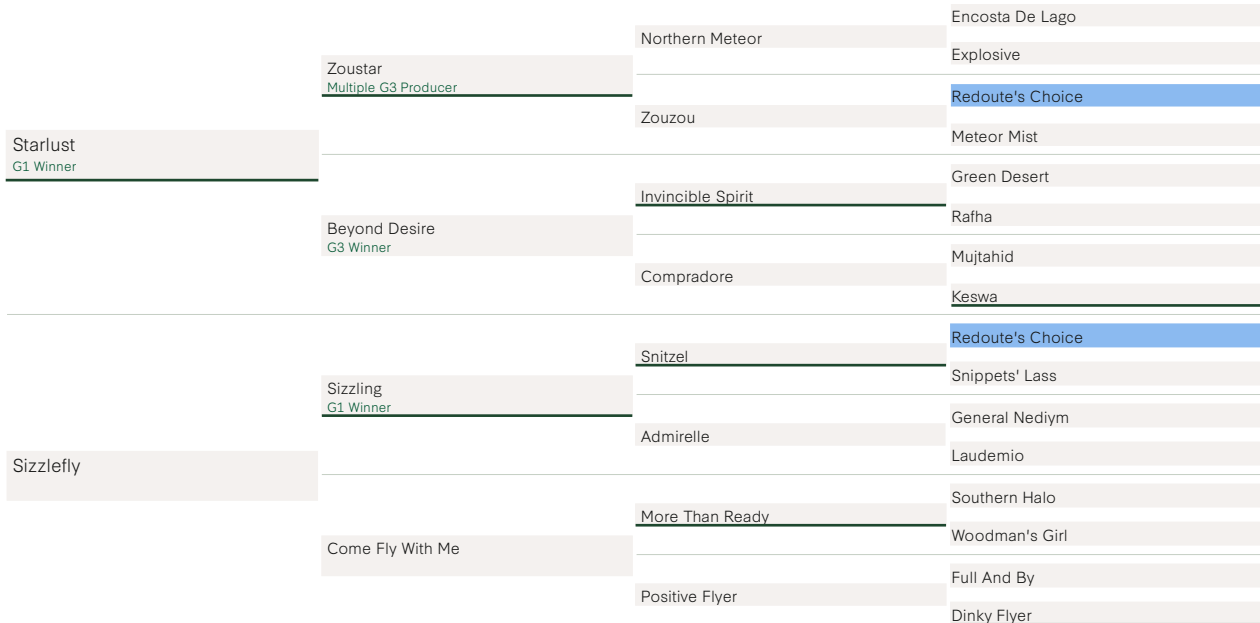 Starlust
G1 Winner
Sizzlefly
Zoustar
Multiple G3 Producer
Beyond Desire
G3 Winner
Sizzling
G1 Winner
Come Fly With Me
Northern Meteor
Zouzou
Invincible Spirit
Compradore
Snitzel
Admirelle
More Than Ready
Positive Flyer
Encosta De Lago
Explosive
Redoute's Choice
Meteor Mist
Green Desert
Rafha
Mujtahid
Keswa
Redoute's Choice
Snippets' Lass
General Nediym
Laudemio
Southern Halo
Woodman's Girl
Full And By
Dinky Flyer